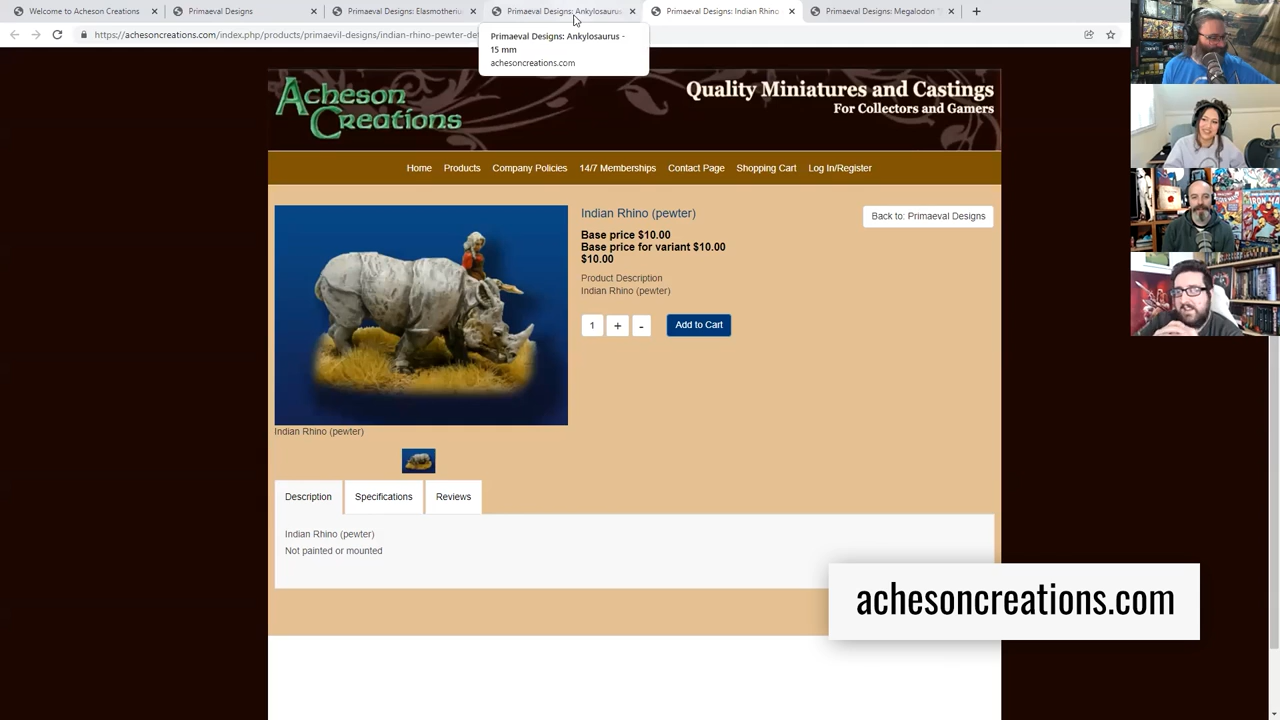 Welcome to Acheson Creations
Primaeval Designs
Primaeval Designs: Elasmotheriu
Primaeval Designs: Ankylosauru
Primaeval Designs: Indian Rhino
Primaeval Designs: Megalodon
https://achesoncreations.com/index.php/products/primaevil-designs/indian-rhino-pewter-det
Primaeval Designs: Ankylosaurus -
15 mm
achesoncreations.com
Acheson
Creations
Quality Miniatures and Castings
For Collectors and Gamers
Home
Products
Company Policies
14/7 Memberships
Contact Page
Shopping Cart
Log In/Register
Indian Rhino (pewter)
Back to: Primaeval Designs
Base price $10.00
Base price for variant $10.00
$10.00
Product Description
Indian Rhino (pewter)
1
+
-
Add to Cart
Indian Rhino (pewter)
Description
Specifications
Reviews
Indian Rhino (pewter)
Not painted or mounted
achesoncreations.com
IRON MAN